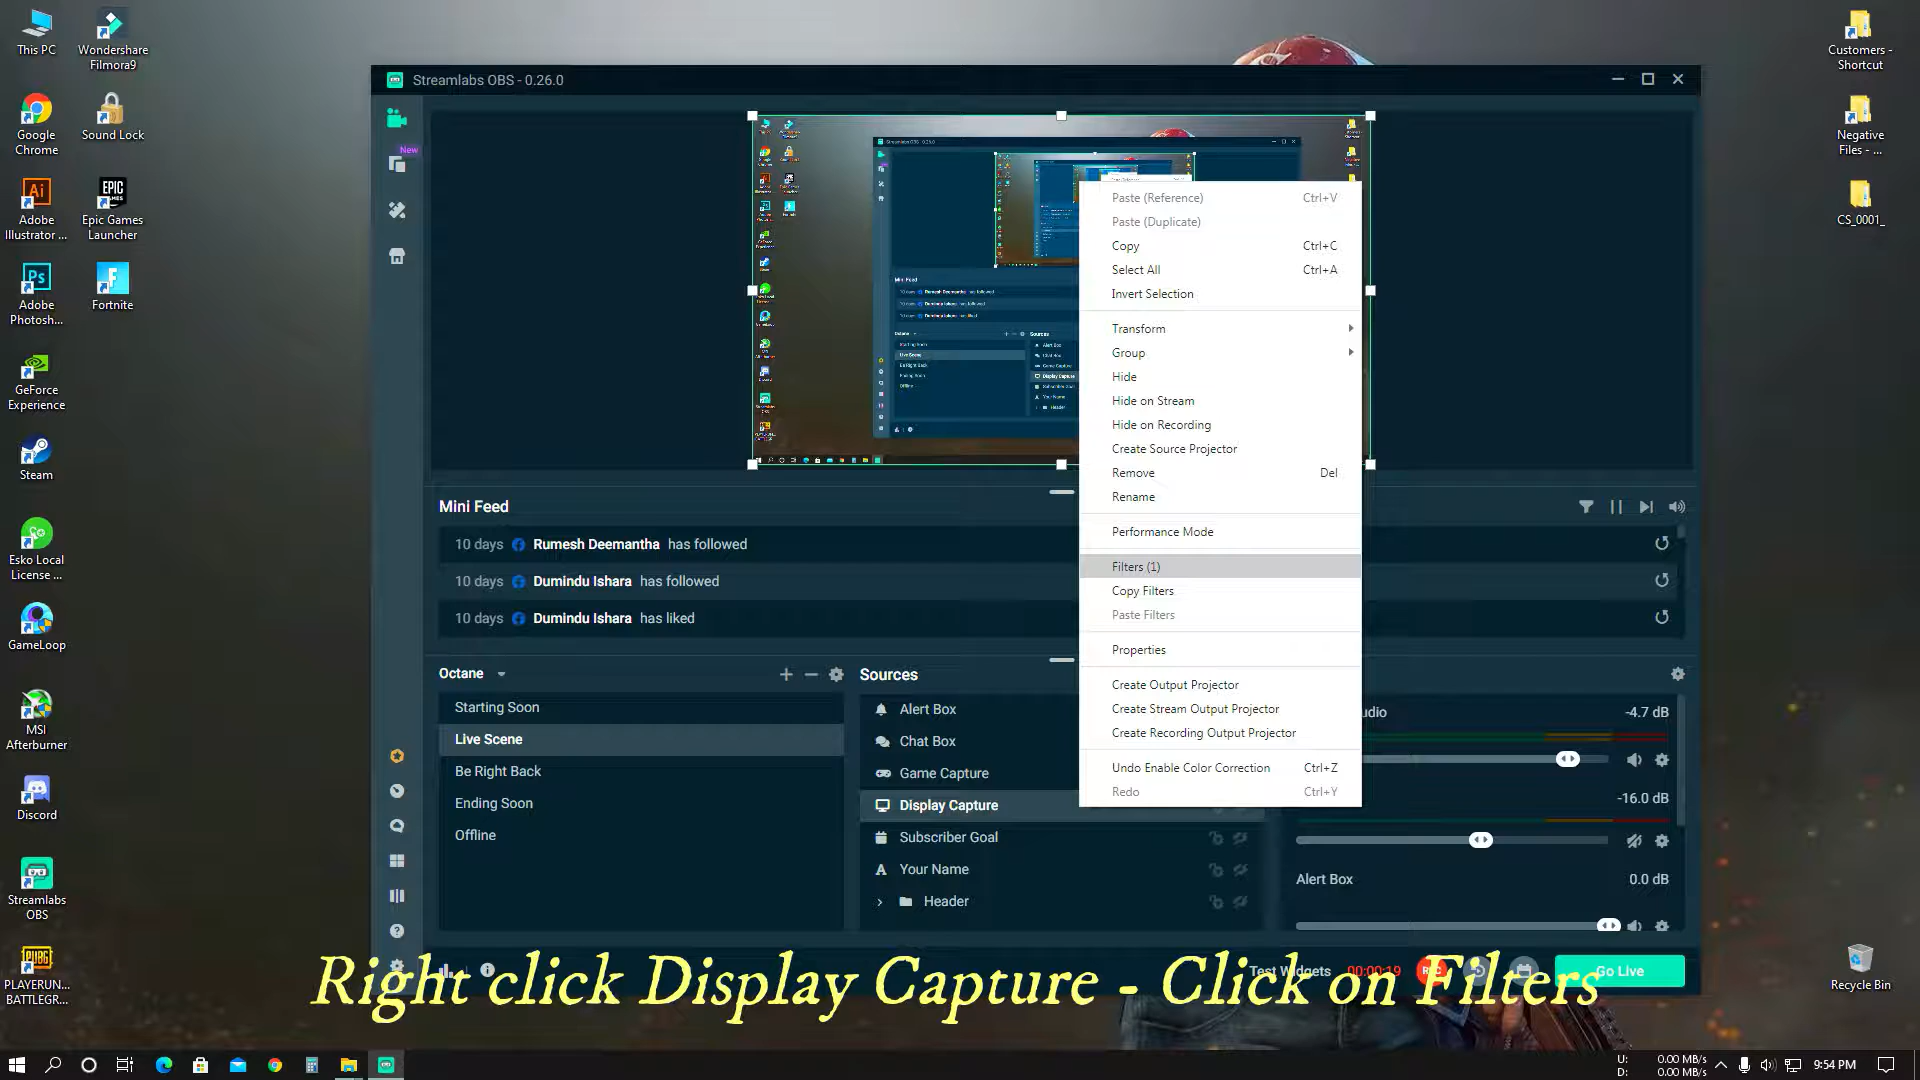 This PC
Wondershare
Filmora9
Google
Chrome
Sound Lock
Adobe
Illustrator ...
Epic Games
Launcher
Adobe
Photosh...
Fortnite
GeForce
Experience
Steam
Esko Local
License ...
GameLoop
MSI
Afterburner
Discord
Streamlabs
OBS
PLAYERUN...
BATTLEGR...
Customers -
Shortcut
Negative
Files - ...
CS_0001_
Recycle Bin
Streamlabs OBS - 0.26.0
New
Paste (Reference) Ctrl+V
Paste (Duplicate)
Copy Ctrl+C
Select All Ctrl+A
Invert Selection
Transform
Group
Hide
Hide on Stream
Hide on Recording
Create Source Projector
Remove Del
Rename
Performance Mode
Filters (1)
Copy Filters
Paste Filters
Properties
Create Output Projector
Create Stream Output Projector
Create Recording Output Projector
Undo Enable Color Correction Ctrl+Z
Redo Ctrl+Y
Mini Feed
10 days Rumesh Deemantha has followed
10 days Dumindu Ishara has followed
10 days Dumindu Ishara has liked
Octane
Starting Soon
Live Scene
Be Right Back
Ending Soon
Offline
Sources
Alert Box
Chat Box
Game Capture
Display Capture
Subscriber Goal
Your Name
Header
udio -4.7 dB
-16.0 dB
Alert Box 0.0 dB
Test Widgets 00:00:19 REC Go Live
Right click Display Capture - Click on Filters
U: 0.00 MB/s
D: 0.00 MB/s
9:54 PM